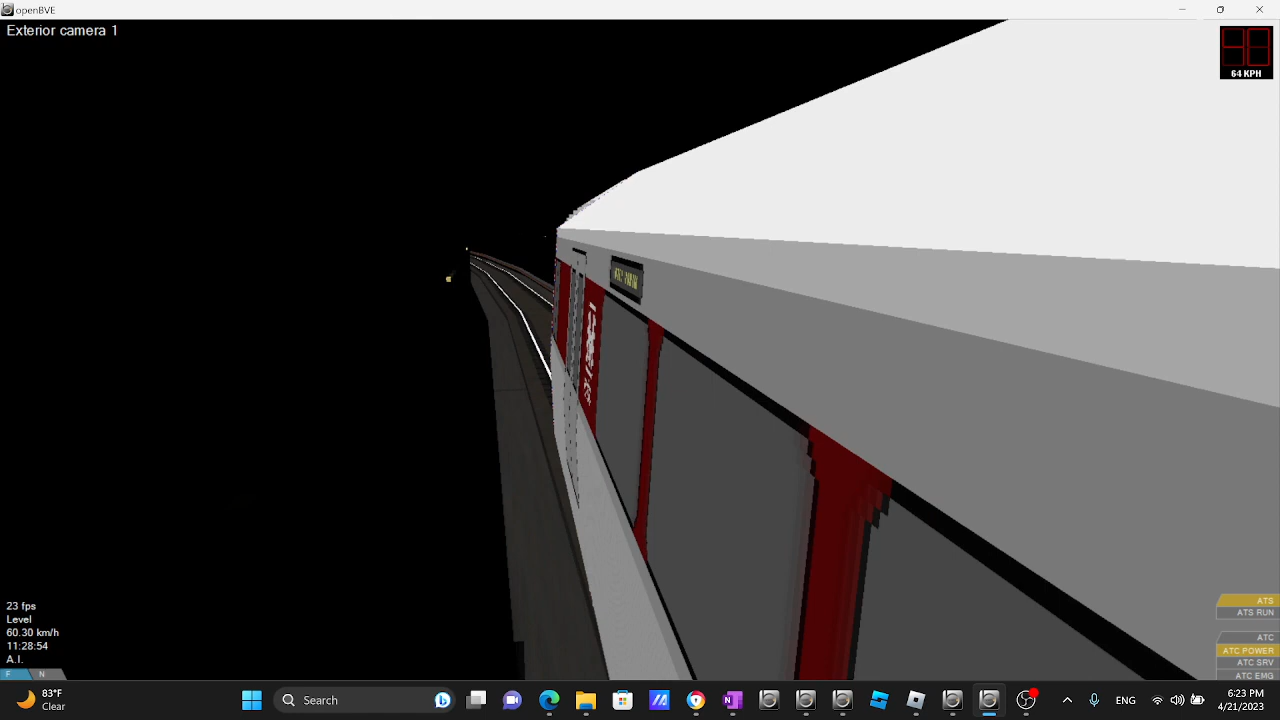 openBVE
Exterior camera 1
64 KPH
23 fps
Level
60.30 km/h
11:28:54
A.I.
F N
ATS
ATS RUN
ATC
ATC POWER
ATC SRV
ATC EMG
83°F
Clear
Search
ENG
6:23 PM
4/21/2023